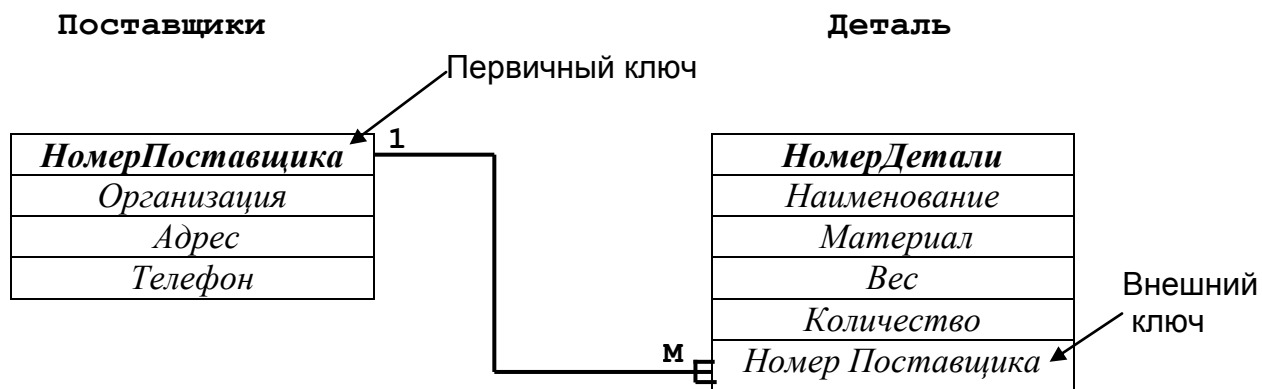 Поставщики
Деталь
Первичный ключ
НомерПоставщика
Организация
Адрес
Телефон
1
М
НомерДетали
Наименование
Материал
Вес
Количество
Номер Поставщика
Внешний
ключ